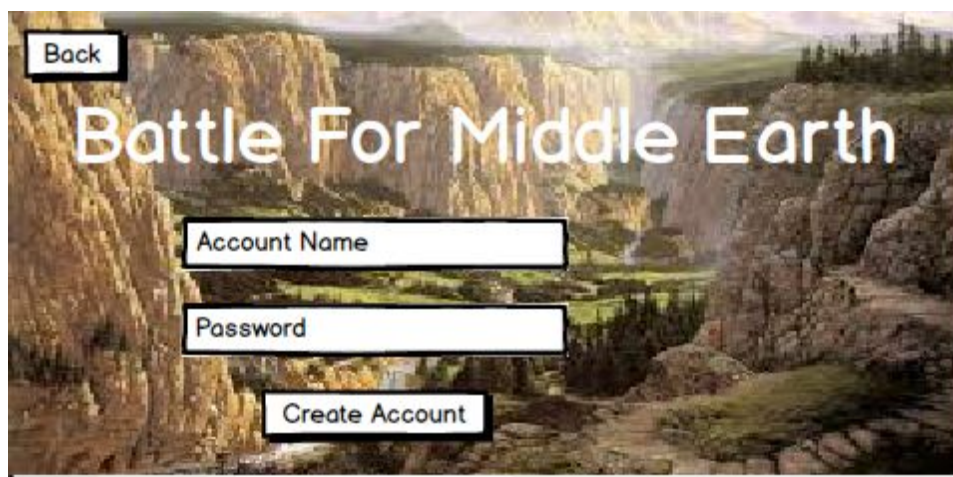 Back
Battle For Middle Earth
Account Name
Password
Create Account